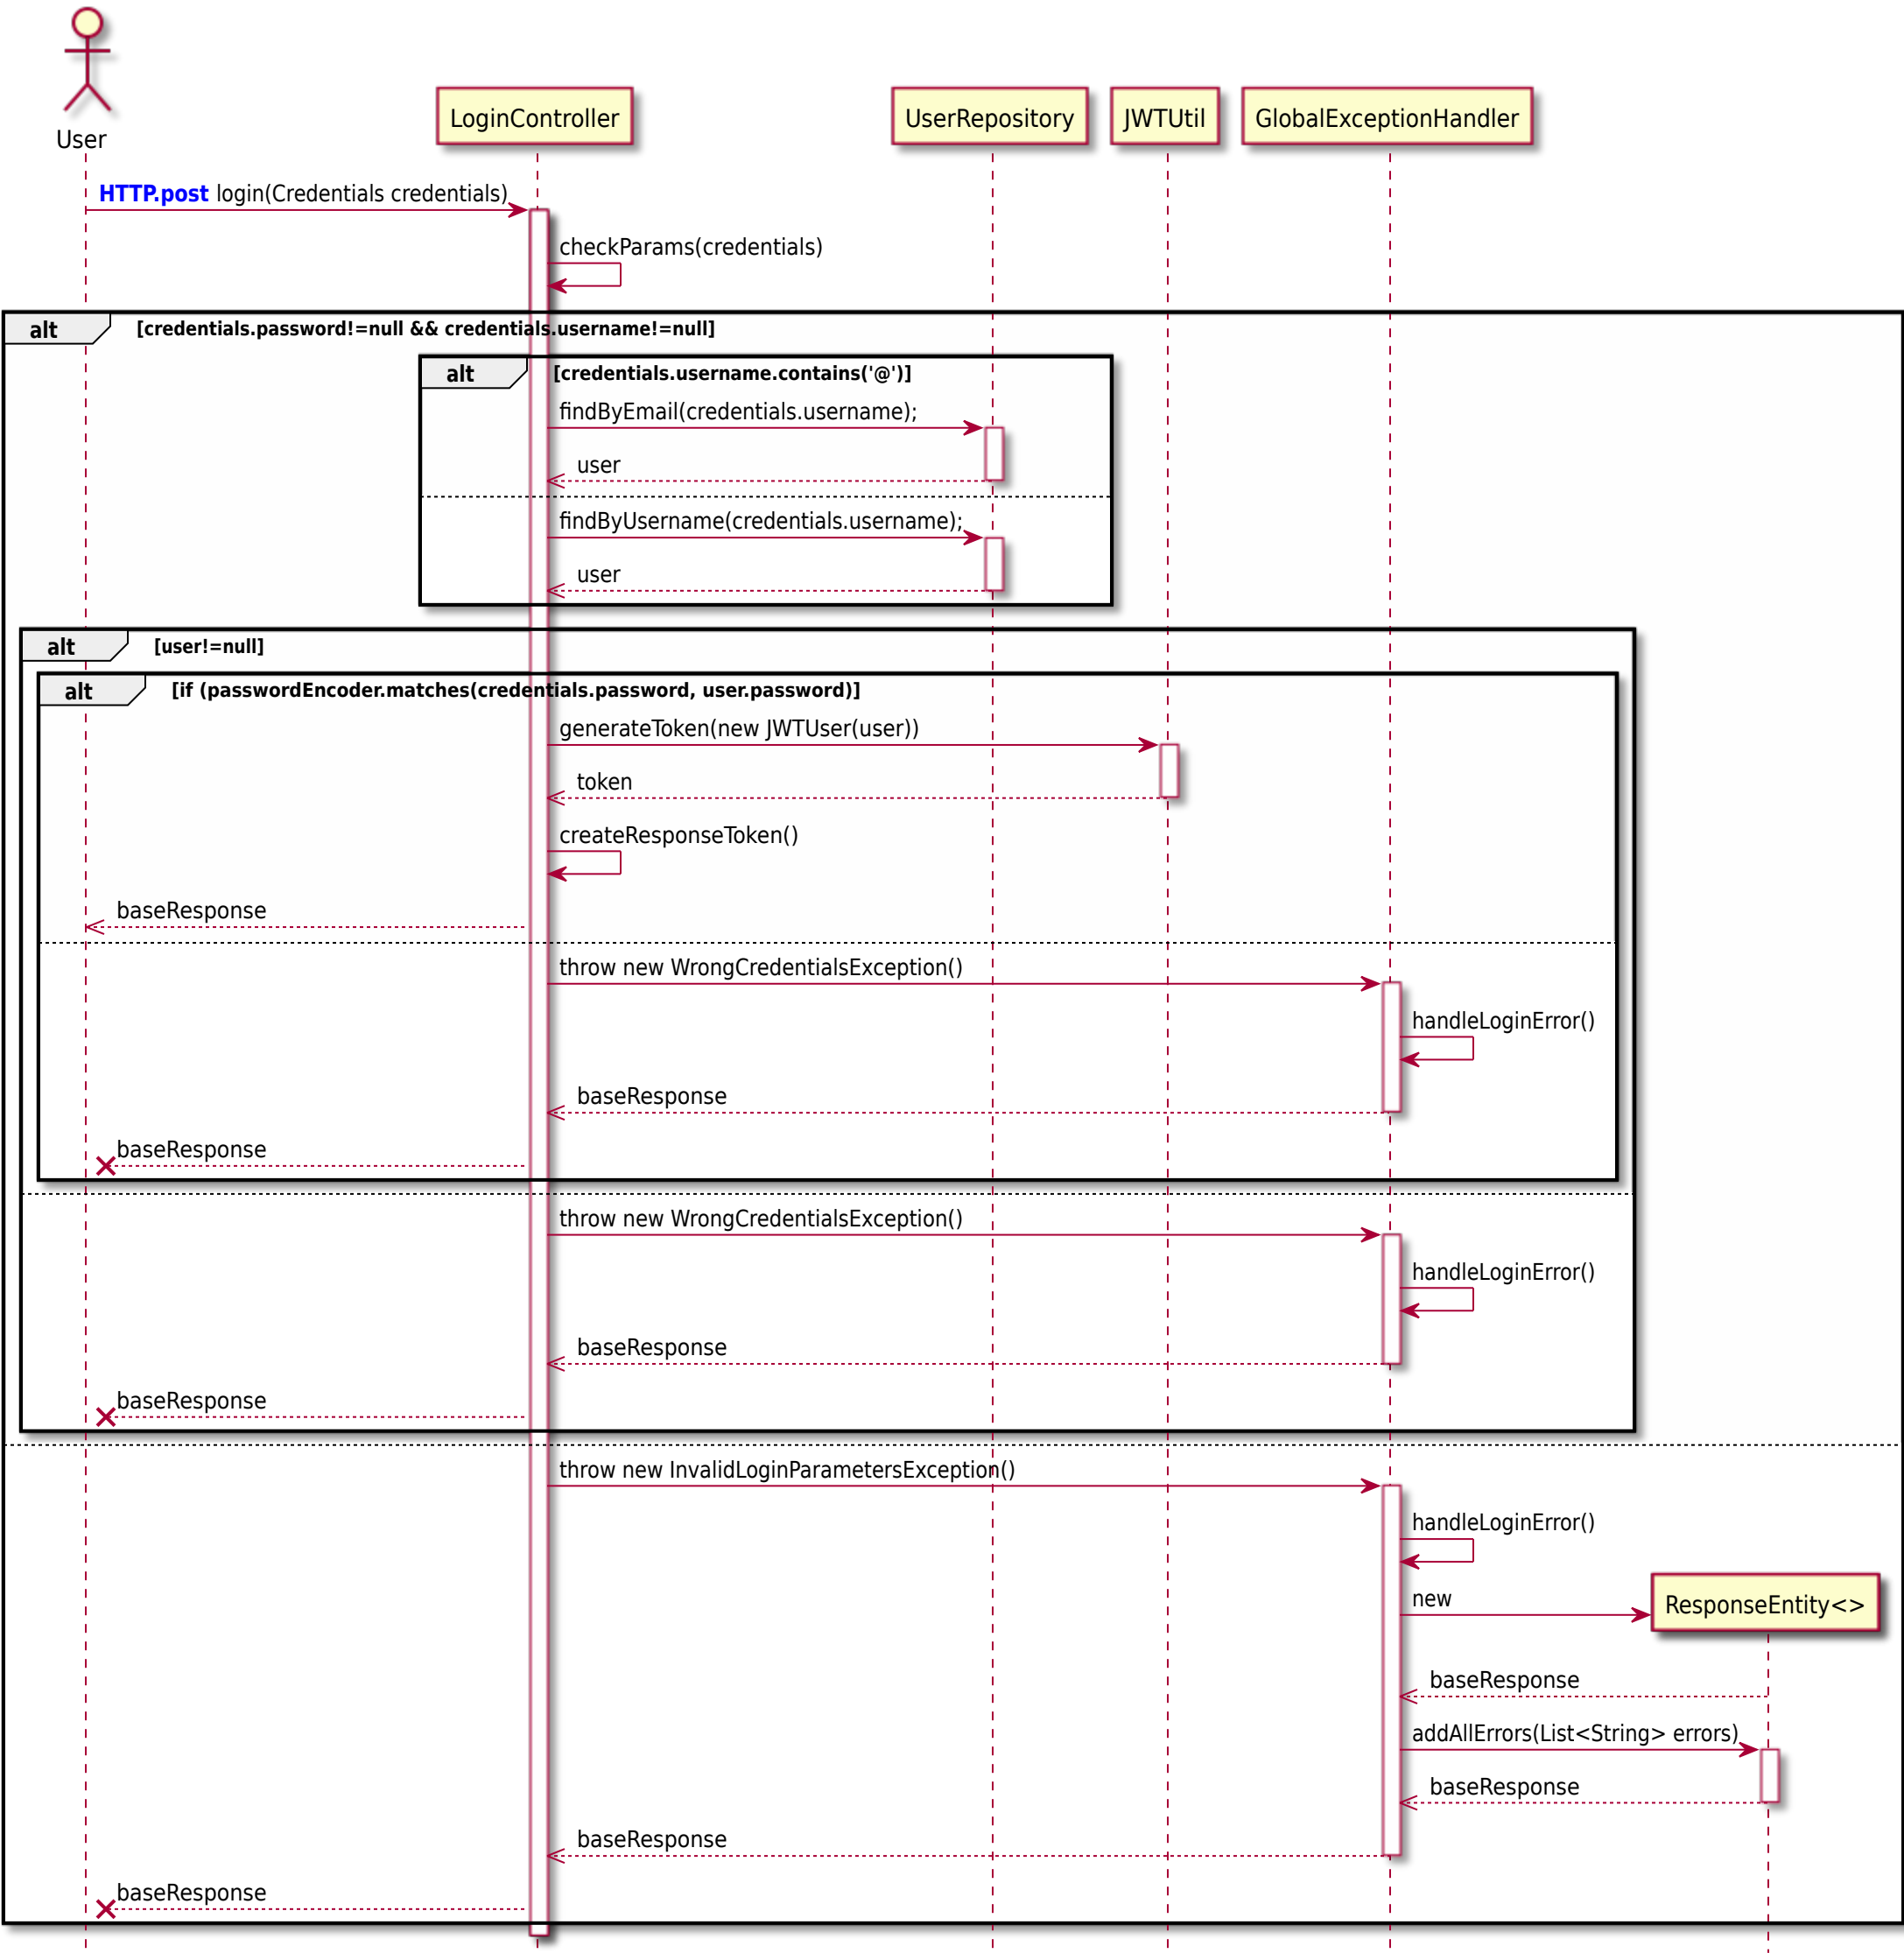 User
LoginController
UserRepository
JWTUtil
GlobalExceptionHandler
HTTP.post login(Credentials credentials)
checkParams(credentials)
alt [credentials.password!=null && credentials.username!=null]
alt [credentials.username.contains('@')]
findByEmail(credentials.username);
user
findByUsername(credentials.username);
user
alt [user!=null]
alt [if (passwordEncoder.matches(credentials.password, user.password)]
generateToken(new JWTUser(user))
token
createResponseToken()
baseResponse
throw new WrongCredentialsException()
handleLoginError()
baseResponse
baseResponse
throw new WrongCredentialsException()
handleLoginError()
baseResponse
baseResponse
throw new InvalidLoginParametersException()
handleLoginError()
new
ResponseEntity<>
baseResponse
addAllErrors(List<String> errors)
baseResponse
baseResponse
baseResponse